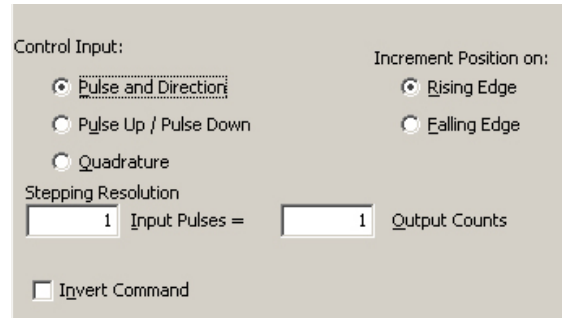 Control Input:
Increment Position on:
Pulse and Direction
Rising Edge
Pulse Up / Pulse Down
Falling Edge
Quadrature
Stepping Resolution
1 Input Pulses = 1 Output Counts
Invert Command